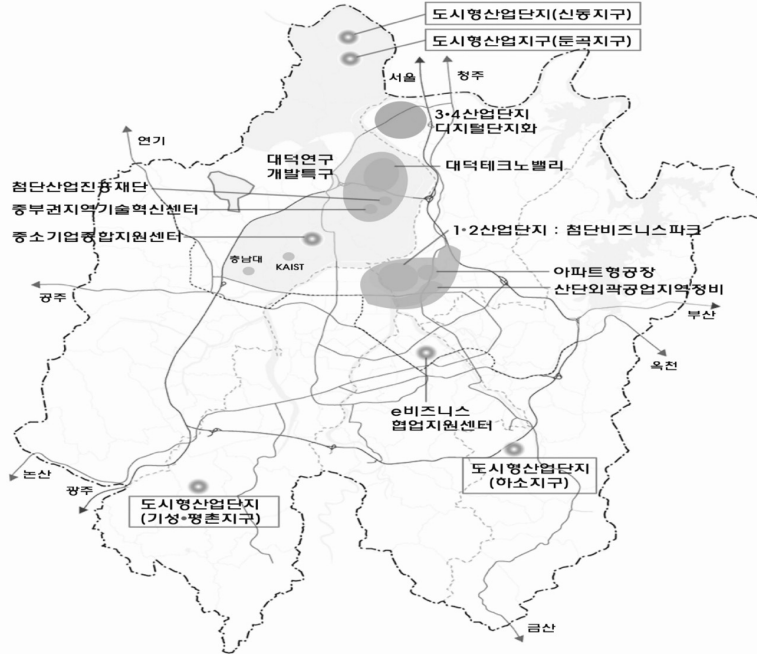 도시형산업단지(신동지구)
도시형산업지구(둔곡지구)
서울
청주
3•4산업단지
디지털단지화
연기
대덕연구
개발특구
대덕테크노밸리
첨단산업진흥재단
중부권지역기술혁신센터
1·2산업단지 : 첨단비즈니스파크
중소기업종합지원센터
충남대
KAIST
아파트형공장
산단외곽공업지역정비
공주
부산
옥천
e비즈니스
협업지원센터
논산
광주
도시형산업단지
(하소지구)
도시형산업단지
(기성•평촌지구)
금산